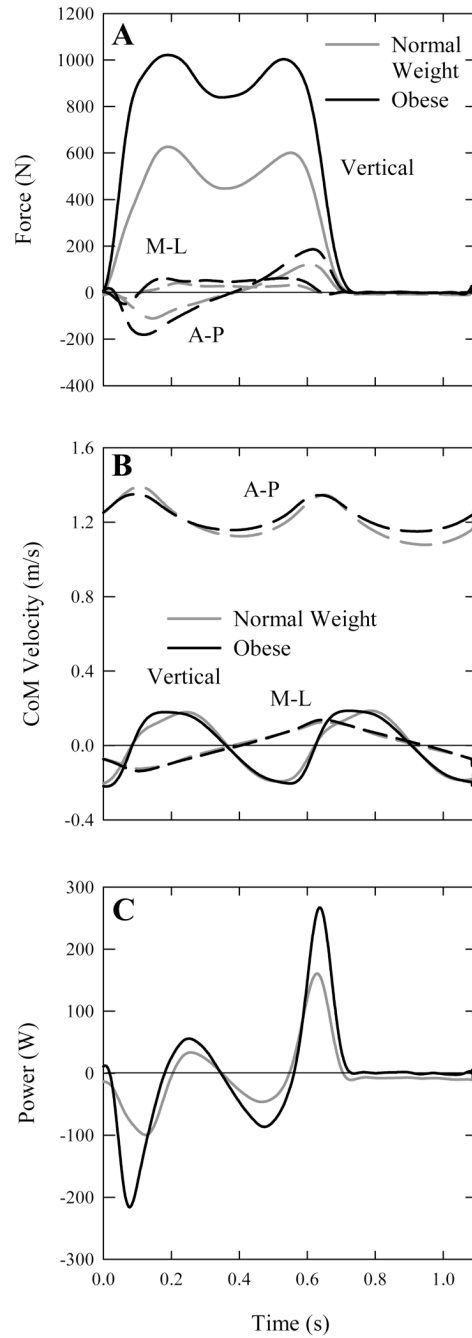 A
1200
1000
800
600
400
200
0
-200
-400
Force (N)
Normal
Weight
Obese
Vertical
M-L
A-P
B
1.6
1.2
0.8
0.4
0.0
-0.4
CoM Velocity (m/s)
A-P
Normal Weight
Obese
Vertical
M-L
C
300
200
100
0
-100
-200
-300
Power (W)
0.0 0.2 0.4 0.6 0.8 1.0
Time (s)